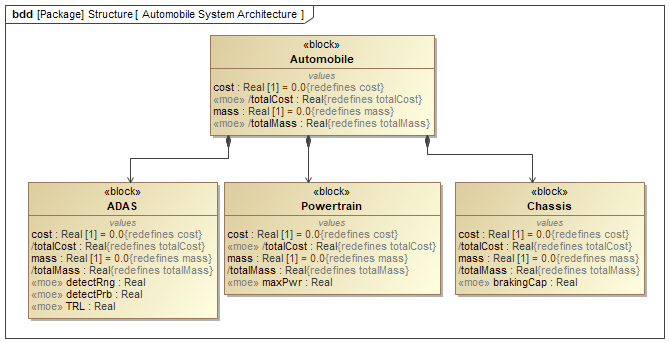 bdd [Package] Structure [ Automobile System Architecture ]
«block»
Automobile
values
cost : Real [1] = 0.0{redefines cost}
«moe» /totalCost : Real{redefines totalCost}
mass : Real [1] = 0.0{redefines mass}
«moe» /totalMass : Real{redefines totalMass}
«block»
ADAS
values
cost : Real [1] = 0.0{redefines cost}
/totalCost : Real{redefines totalCost}
mass : Real [1] = 0.0{redefines mass}
/totalMass : Real{redefines totalMass}
«moe» detectRng : Real
«moe» detectPrb : Real
«moe» TRL : Real
«block»
Powertrain
values
cost : Real [1] = 0.0{redefines cost}
«moe» /totalCost : Real{redefines totalCost}
mass : Real [1] = 0.0{redefines mass}
/totalMass : Real{redefines totalMass}
«moe» maxPwr : Real
«block»
Chassis
values
cost : Real [1] = 0.0{redefines cost}
/totalCost : Real{redefines totalCost}
mass : Real [1] = 0.0{redefines mass}
/totalMass : Real{redefines totalMass}
«moe» brakingCap : Real